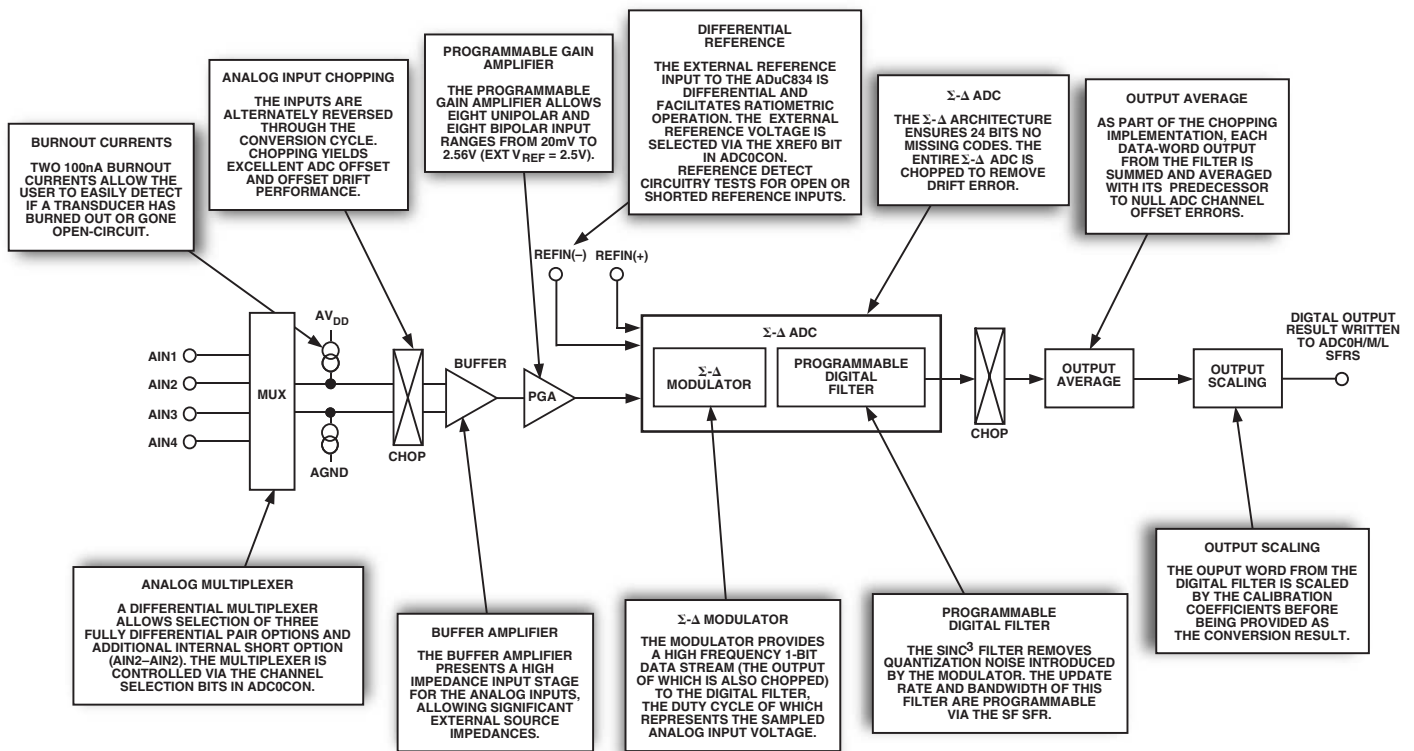 BURNOUT CURRENTS
TWO 100nA BURNOUT
CURRENTS ALLOW THE
USER TO EASILY DETECT
IF A TRANSDUCER HAS
BURNED OUT OR GONE
OPEN-CIRCUIT.
ANALOG INPUT CHOPPING
THE INPUTS ARE
ALTERNATELY REVERSED
THROUGH THE
CONVERSION CYCLE.
CHOPPING YIELDS
EXCELLENT ADC OFFSET
AND OFFSET DRIFT
PERFORMANCE.
PROGRAMMABLE GAIN
AMPLIFIER
THE PROGRAMMABLE
GAIN AMPLIFIER ALLOWS
EIGHT UNIPOLAR AND
EIGHT BIPOLAR INPUT
RANGES FROM 20mV TO
2.56V (EXT VREF = 2.5V).
DIFFERENTIAL
REFERENCE
THE EXTERNAL REFERENCE
INPUT TO THE ADuC834 IS
DIFFERENTIAL AND
FACILITATES RATIOMETRIC
OPERATION. THE EXTERNAL
REFERENCE VOLTAGE IS
SELECTED VIA THE XREF0 BIT
IN ADC0CON.
REFERENCE DETECT
CIRCUITRY TESTS FOR OPEN OR
SHORTED REFERENCE INPUTS.
Σ-Δ ADC
THE Σ-Δ ARCHITECTURE
ENSURES 24 BITS NO
MISSING CODES. THE
ENTIRE Σ-Δ ADC IS
CHOPPED TO REMOVE
DRIFT ERROR.
OUTPUT AVERAGE
AS PART OF THE CHOPPING
IMPLEMENTATION, EACH
DATA-WORD OUTPUT
FROM THE FILTER IS
SUMMED AND AVERAGED
WITH ITS PREDECESSOR
TO NULL ADC CHANNEL
OFFSET ERRORS.
REFIN(–)
REFIN(+)
AIN1
AIN2
AIN3
AIN4
MUX
AVDD
AGND
CHOP
BUFFER
PGA
Σ-Δ ADC
Σ-Δ
MODULATOR
PROGRAMMABLE
DIGITAL
FILTER
CHOP
OUTPUT
AVERAGE
OUTPUT
SCALING
DIGTAL OUTPUT
RESULT WRITTEN
TO ADC0H/M/L
SFRS
ANALOG MULTIPLEXER
A DIFFERENTIAL MULTIPLEXER
ALLOWS SELECTION OF THREE
FULLY DIFFERENTIAL PAIR OPTIONS AND
ADDITIONAL INTERNAL SHORT OPTION
(AIN2–AIN2). THE MULTIPLEXER IS
CONTROLLED VIA THE CHANNEL
SELECTION BITS IN ADC0CON.
BUFFER AMPLIFIER
THE BUFFER AMPLIFIER
PRESENTS A HIGH
IMPEDANCE INPUT STAGE
FOR THE ANALOG INPUTS,
ALLOWING SIGNIFICANT
EXTERNAL SOURCE
IMPEDANCES.
Σ-Δ MODULATOR
THE MODULATOR PROVIDES
A HIGH FREQUENCY 1-BIT
DATA STREAM (THE OUTPUT
OF WHICH IS ALSO CHOPPED)
TO THE DIGITAL FILTER,
THE DUTY CYCLE OF WHICH
REPRESENTS THE SAMPLED
ANALOG INPUT VOLTAGE.
PROGRAMMABLE
DIGITAL FILTER
THE SINC³ FILTER REMOVES
QUANTIZATION NOISE INTRODUCED
BY THE MODULATOR. THE UPDATE
RATE AND BANDWIDTH OF THIS
FILTER ARE PROGRAMMABLE
VIA THE SF SFR.
OUTPUT SCALING
THE OUPUT WORD FROM THE
DIGITAL FILTER IS SCALED
BY THE CALIBRATION
COEFFICIENTS BEFORE
BEING PROVIDED AS
THE CONVERSION RESULT.